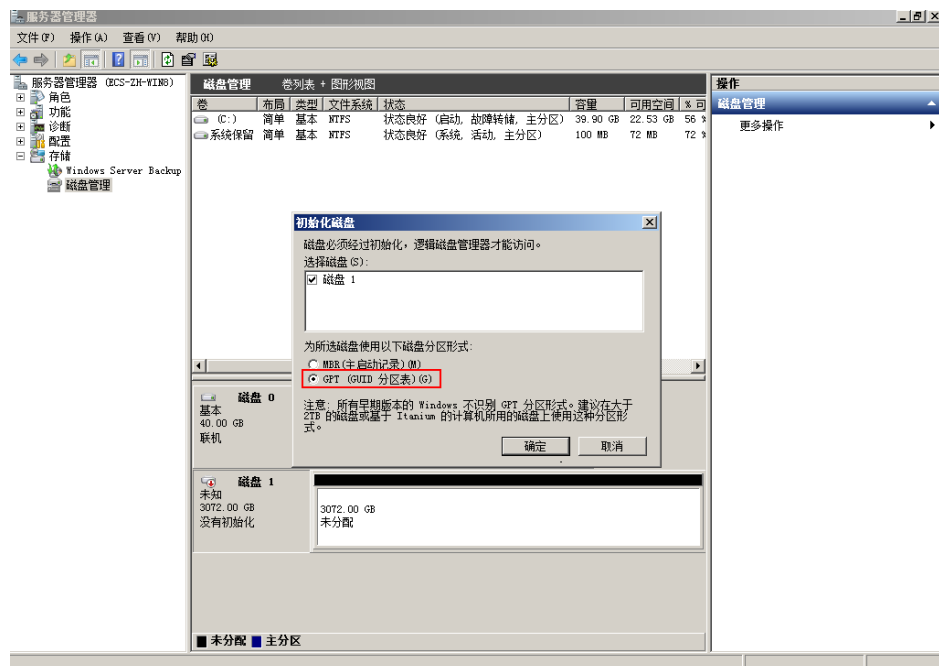 服务器管理器
文件(F) 操作(A) 查看(V) 帮助(H)
服务器管理器 (ECS-ZH-WIN8)
角色
功能
诊断
配置
存储
Windows Server Backup
磁盘管理
磁盘管理 卷列表 + 图形视图
卷 布局 类型 文件系统 状态 容量 可用空间 % 可
(C:) 简单 基本 NTFS 状态良好 (启动, 故障转储, 主分区) 39.90 GB 22.53 GB 56 %
系统保留 简单 基本 NTFS 状态良好 (系统, 活动, 主分区) 100 MB 72 MB 72 %
初始化磁盘
磁盘必须经过初始化，逻辑磁盘管理器才能访问。
选择磁盘(S):
磁盘 1
为所选磁盘使用以下磁盘分区形式:
MBR(主启动记录)(M)
GPT (GUID 分区表)(G)
注意: 所有早期版本的 Windows 不识别 GPT 分区形式。建议在大于
2TB 的磁盘或基于 Itanium 的计算机所用的磁盘上使用这种分区形
式。
确定 取消
磁盘 0
基本
40.00 GB
联机
磁盘 1
未知
3072.00 GB
没有初始化
3072.00 GB
未分配
未分配 主分区
操作
磁盘管理
更多操作